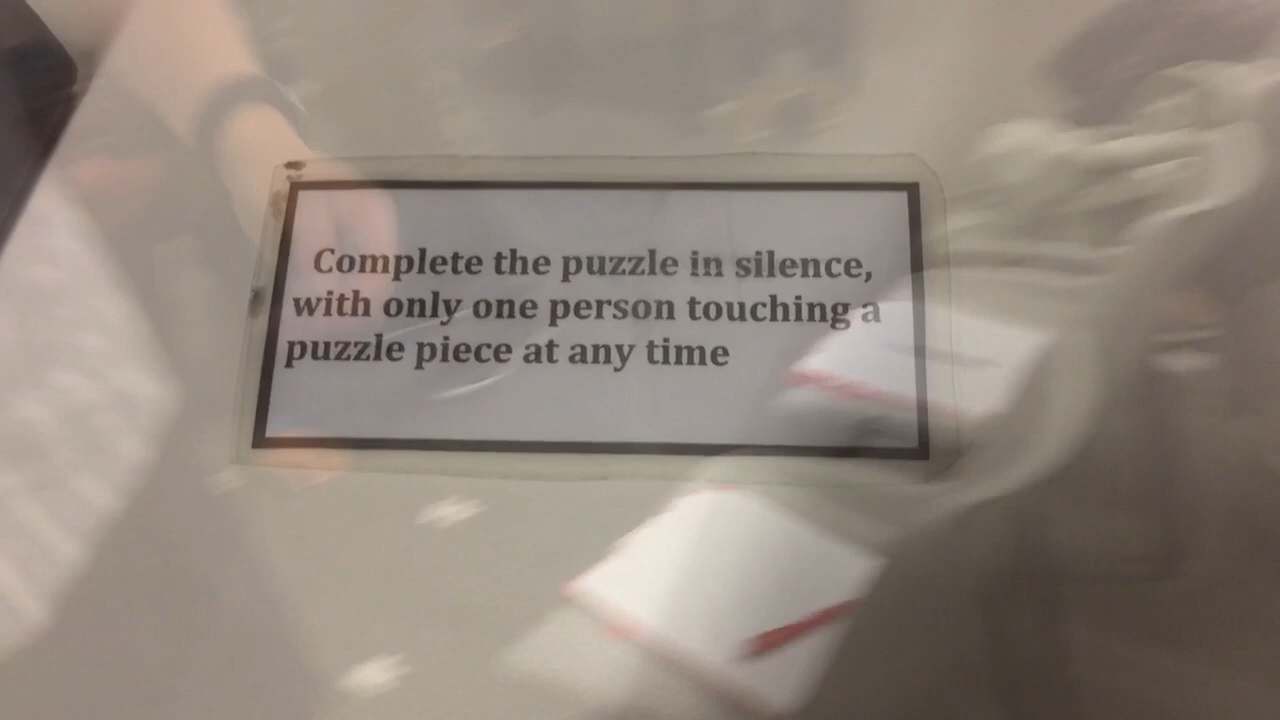 Complete the puzzle in silence,
with only one person touching a
puzzle piece at any time